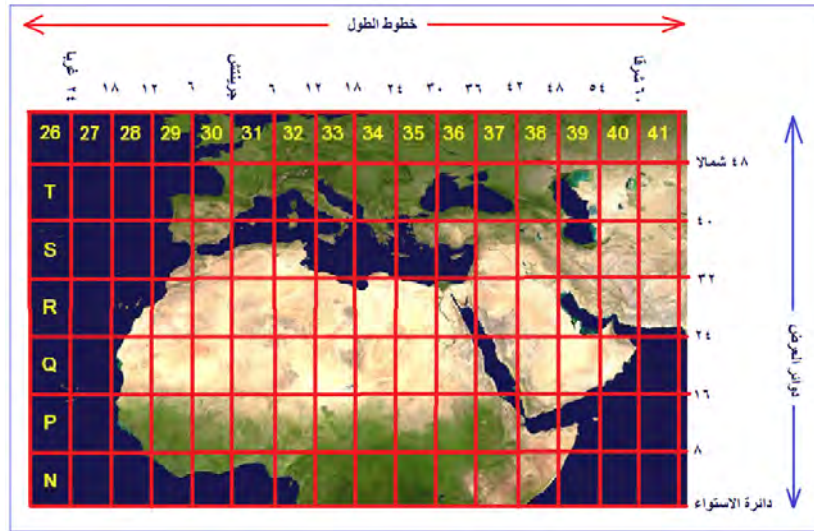 خطوط الطول
٢٤ غربا ١٨ ١٢ ٦ جرينتش ٦ ١٢ ١٨ ٢٤ ٣٠ ٣٦ ٤٢ ٤٨ ٥٤ ٦٠ شرقا
26 27 28 29 30 31 32 33 34 35 36 37 38 39 40 41
٤٨ شمالا
T
٤٠
S
٣٢
R
٢٤
Q
١٦
P
٨
N
دائرة الاستواء
دوائر العرض